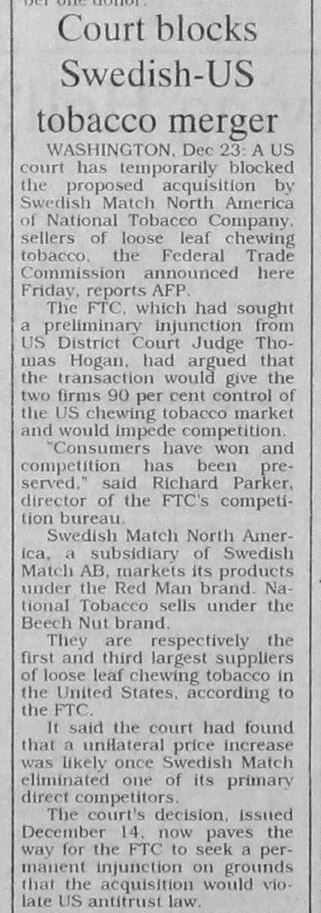 per one donor.
Court blocks
Swedish-US
tobacco merger
WASHINGTON, Dec 23: A US
court has temporarily blocked
the proposed acquisition by
Swedish Match North America
of National Tobacco Company,
sellers of loose leaf chewing
tobacco, the Federal Trade
Commission announced here
Friday, reports AFP.
The FTC, which had sought
a preliminary injunction from
US District Court Judge Tho-
mas Hogan, had argued that
the transaction would give the
two firms 90 per cent control of
the US chewing tobacco market
and would impede competition.
"Consumers have won and
competition has been pre-
served," said Richard Parker,
director of the FTC's competi-
tion bureau.
Swedish Match North Amer-
ica, a subsidiary of Swedish
Match AB, markets its products
under the Red Man brand. Na-
tional Tobacco sells under the
Beech Nut brand.
They are respectively the
first and third largest suppliers
of loose leaf chewing tobacco in
the United States, according to
the FTC.
It said the court had found
that a unilateral price increase
was likely once Swedish Match
eliminated one of its primary
direct competitors.
The court's decision, issued
December 14, now paves the
way for the FTC to seek a per-
manent injunction on grounds
that the acquisition would vio-
late US antitrust law.